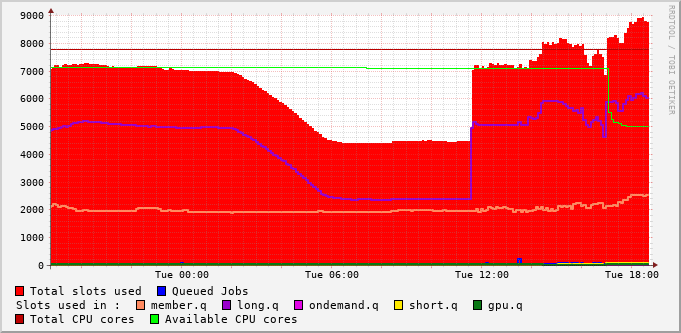 9000
8000
7000
6000
5000
4000
3000
2000
1000
0
Tue 00:00 Tue 06:00 Tue 12:00 Tue 18:00
RRDTOOL / TOBI OETIKER
Total slots used Queued Jobs
Slots used in : member.q long.q ondemand.q short.q gpu.q
Total CPU cores Available CPU cores